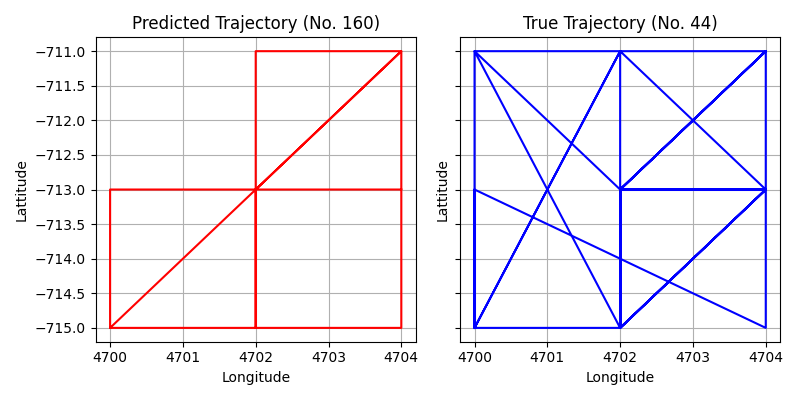 Predicted Trajectory (No. 160)
True Trajectory (No. 44)
−711.0
−711.5
−712.0
−712.5
−713.0
−713.5
−714.0
−714.5
−715.0
Lattitude
Lattitude
4700 4701 4702 4703 4704
4700 4701 4702 4703 4704
Longitude
Longitude